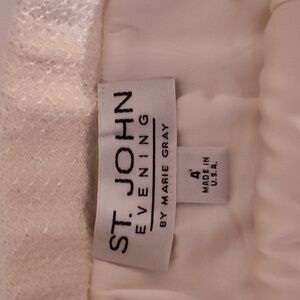 ST. JOHN
EVENING
BY MARIE GRAY
4
MADE IN
U.S.A.